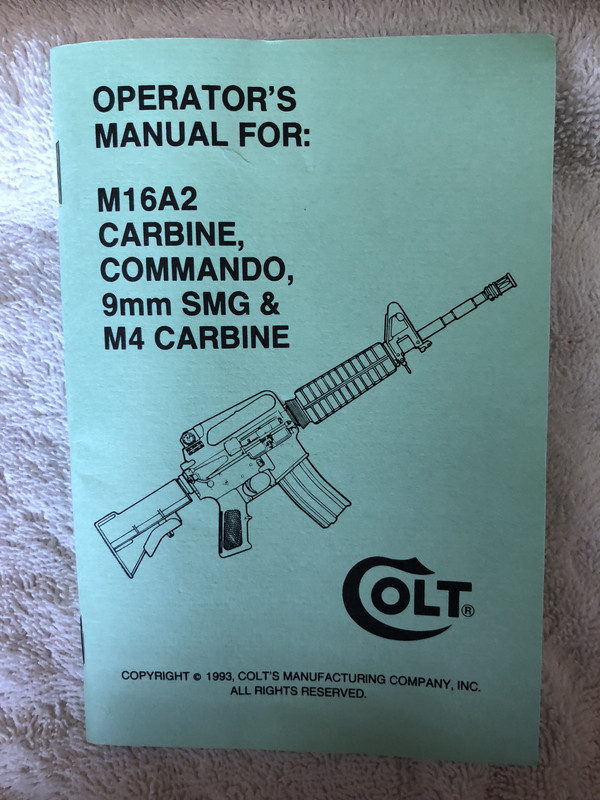 OPERATOR'S
MANUAL FOR:
M16A2
CARBINE,
COMMANDO,
9mm SMG &
M4 CARBINE
COLT®
COPYRIGHT © 1993, COLT'S MANUFACTURING COMPANY, INC.
ALL RIGHTS RESERVED.